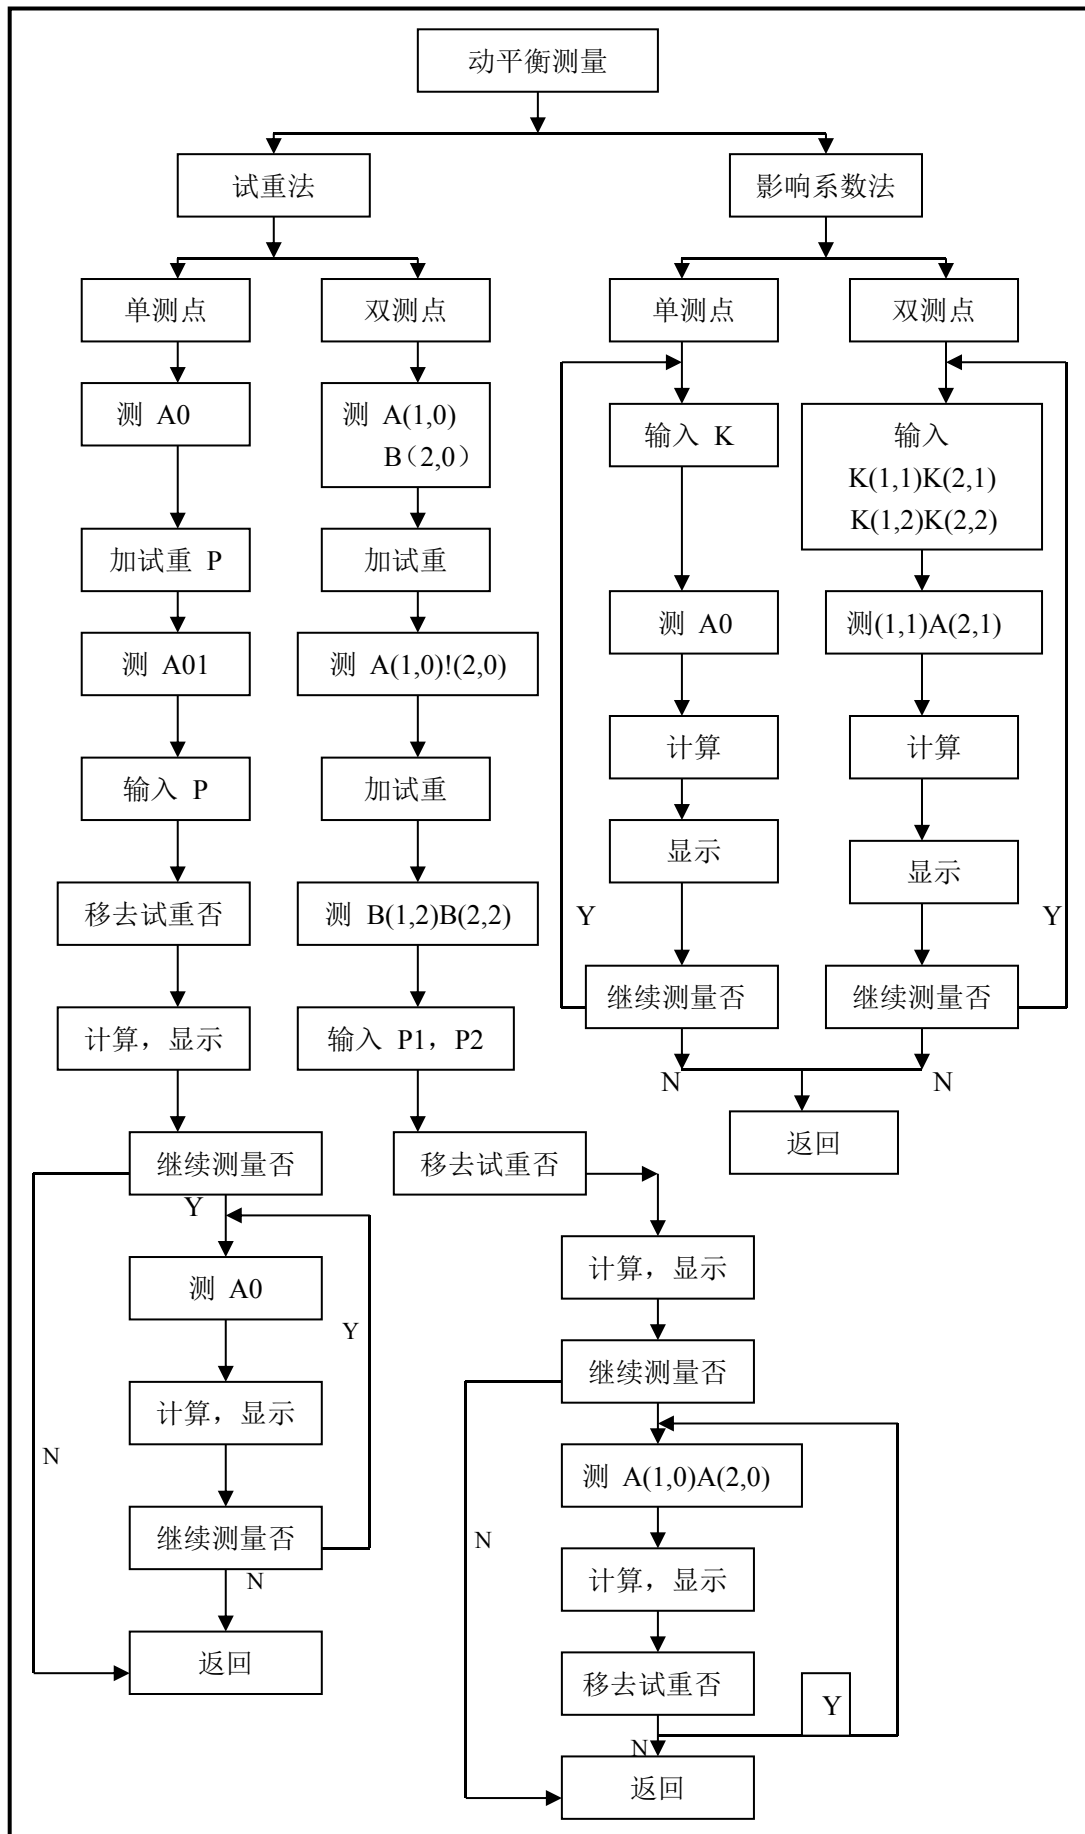 动平衡测量
试重法
影响系数法
单测点
双测点
单测点
双测点
测 A0
测 A(1,0)
B（2,0）
输入 K
输入
K(1,1)K(2,1)
K(1,2)K(2,2)
加试重 P
加试重
测 A01
测 A(1,0)!(2,0)
测 A0
测(1,1)A(2,1)
输入 P
加试重
计算
计算
显示
显示
移去试重否
测 B(1,2)B(2,2)
Y
Y
继续测量否
继续测量否
计算，显示
输入 P1，P2
N
N
返回
继续测量否
移去试重否
Y
计算，显示
测 A0
Y
继续测量否
计算，显示
N
测 A(1,0)A(2,0)
继续测量否
N
N
计算，显示
返回
移去试重否
Y
N
返回